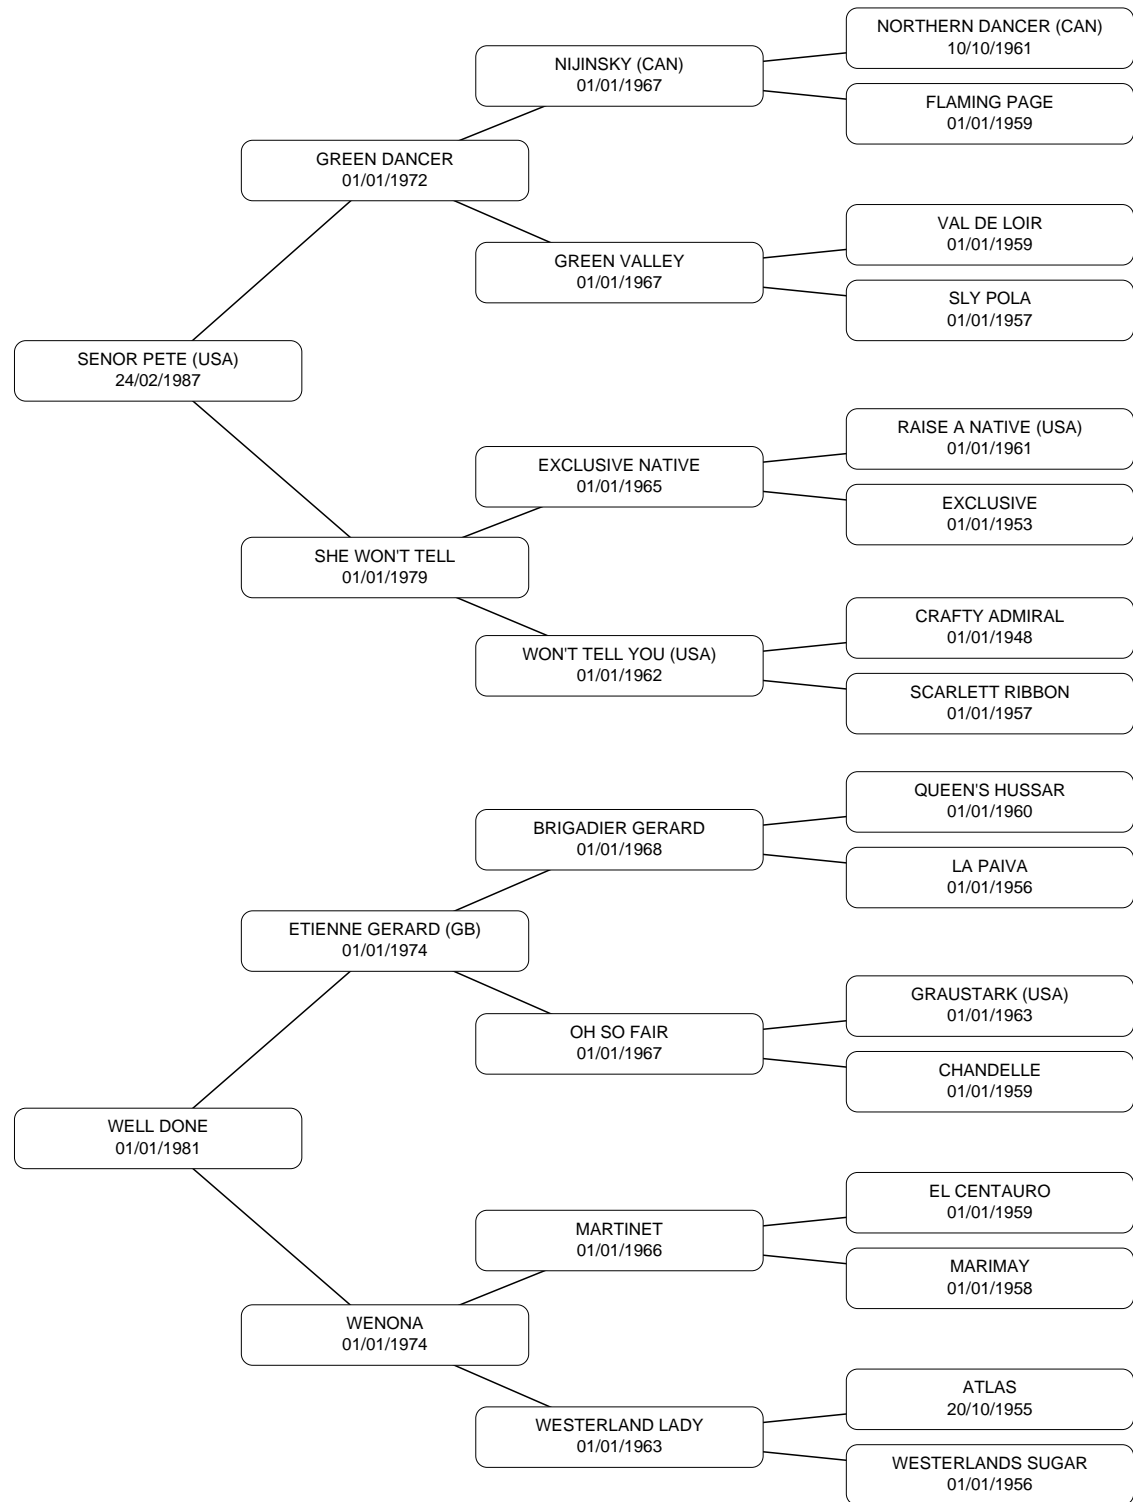 NORTHERN DANCER (CAN)
10/10/1961
NIJINSKY (CAN)
01/01/1967
FLAMING PAGE
01/01/1959
GREEN DANCER
01/01/1972
VAL DE LOIR
01/01/1959
GREEN VALLEY
01/01/1967
SLY POLA
01/01/1957
SENOR PETE (USA)
24/02/1987
RAISE A NATIVE (USA)
01/01/1961
EXCLUSIVE NATIVE
01/01/1965
EXCLUSIVE
01/01/1953
SHE WON'T TELL
01/01/1979
CRAFTY ADMIRAL
01/01/1948
WON'T TELL YOU (USA)
01/01/1962
SCARLETT RIBBON
01/01/1957
QUEEN'S HUSSAR
01/01/1960
BRIGADIER GERARD
01/01/1968
LA PAIVA
01/01/1956
ETIENNE GERARD (GB)
01/01/1974
GRAUSTARK (USA)
01/01/1963
OH SO FAIR
01/01/1967
CHANDELLE
01/01/1959
WELL DONE
01/01/1981
EL CENTAURO
01/01/1959
MARTINET
01/01/1966
MARIMAY
01/01/1958
WENONA
01/01/1974
ATLAS
20/10/1955
WESTERLAND LADY
01/01/1963
WESTERLANDS SUGAR
01/01/1956